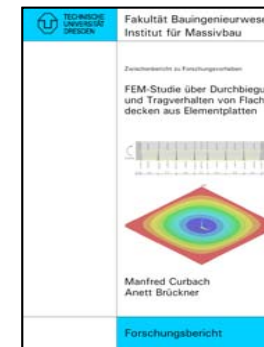 TECHNISCHE
UNIVERSITÄT
DRESDEN
Fakultät Bauingenieurwese
Institut für Massivbau
Zwischenbericht zu Forschungsvorhaben
FEM-Studie über Durchbiegu
und Tragverhalten von Flach
decken aus Elementplatten
Manfred Curbach
Anett Brückner
Forschungsbericht